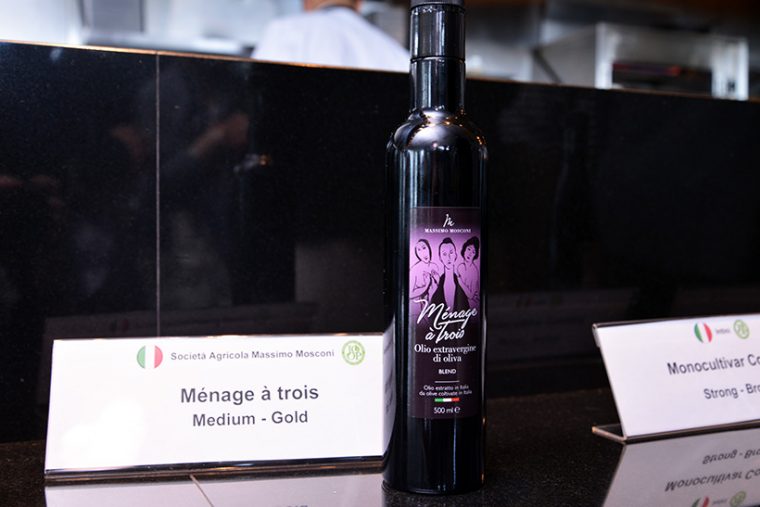 Società Agricola Massimo Mosconi
Ménage à trois
Medium - Gold
M
MASSIMO MOSCONI
Ménage
à Trois
Olio extravergine
di oliva
BLEND
Olio estratto in Italia
da olive coltivate in Italia
500 ml e
Monocultivar Co
Strong - Bro